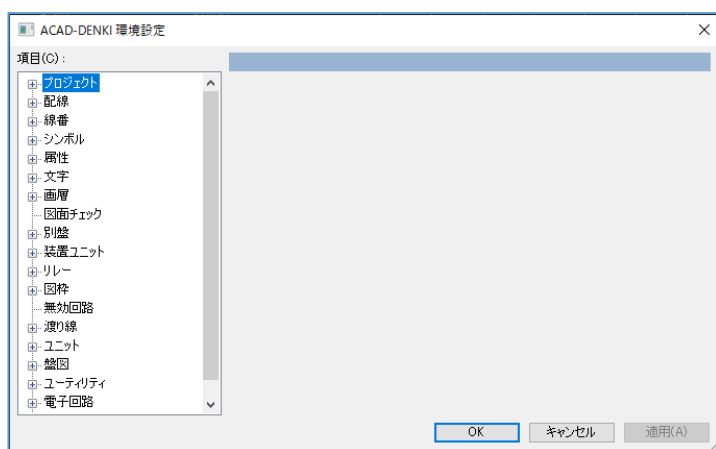 ACAD-DENKI 環境設定
項目(C) :
プロジェクト
配線
線番
シンボル
属性
文字
画層
図面チェック
別盤
装置ユニット
リレー
図枠
無効回路
渡り線
ユニット
盤図
ユーティリティ
電子回路
OK
キャンセル
適用(A)